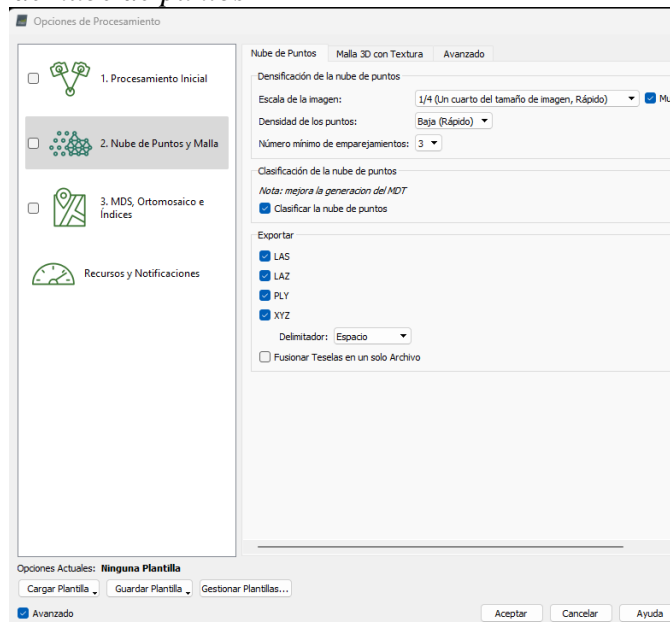 Opciones de Procesamiento
1. Procesamiento Inicial
2. Nube de Puntos y Malla
3. MDS, Ortomosaico e
Índices
Recursos y Notificaciones
Nube de Puntos Malla 3D con Textura Avanzado
Densificación de la nube de puntos
Escala de la imagen: 1/4 (Un cuarto del tamaño de imagen, Rápido) Mu
Densidad de los puntos: Baja (Rápido)
Número mínimo de emparejamientos: 3
Clasificación de la nube de puntos
Nota: mejora la generacion del MDT
Clasificar la nube de puntos
Exportar
LAS
LAZ
PLY
XYZ
Delimitador: Espacio
Fusionar Teselas en un solo Archivo
Opciones Actuales: Ninguna Plantilla
Cargar Plantilla Guardar Plantilla Gestionar Plantillas...
Avanzado Aceptar Cancelar Ayuda